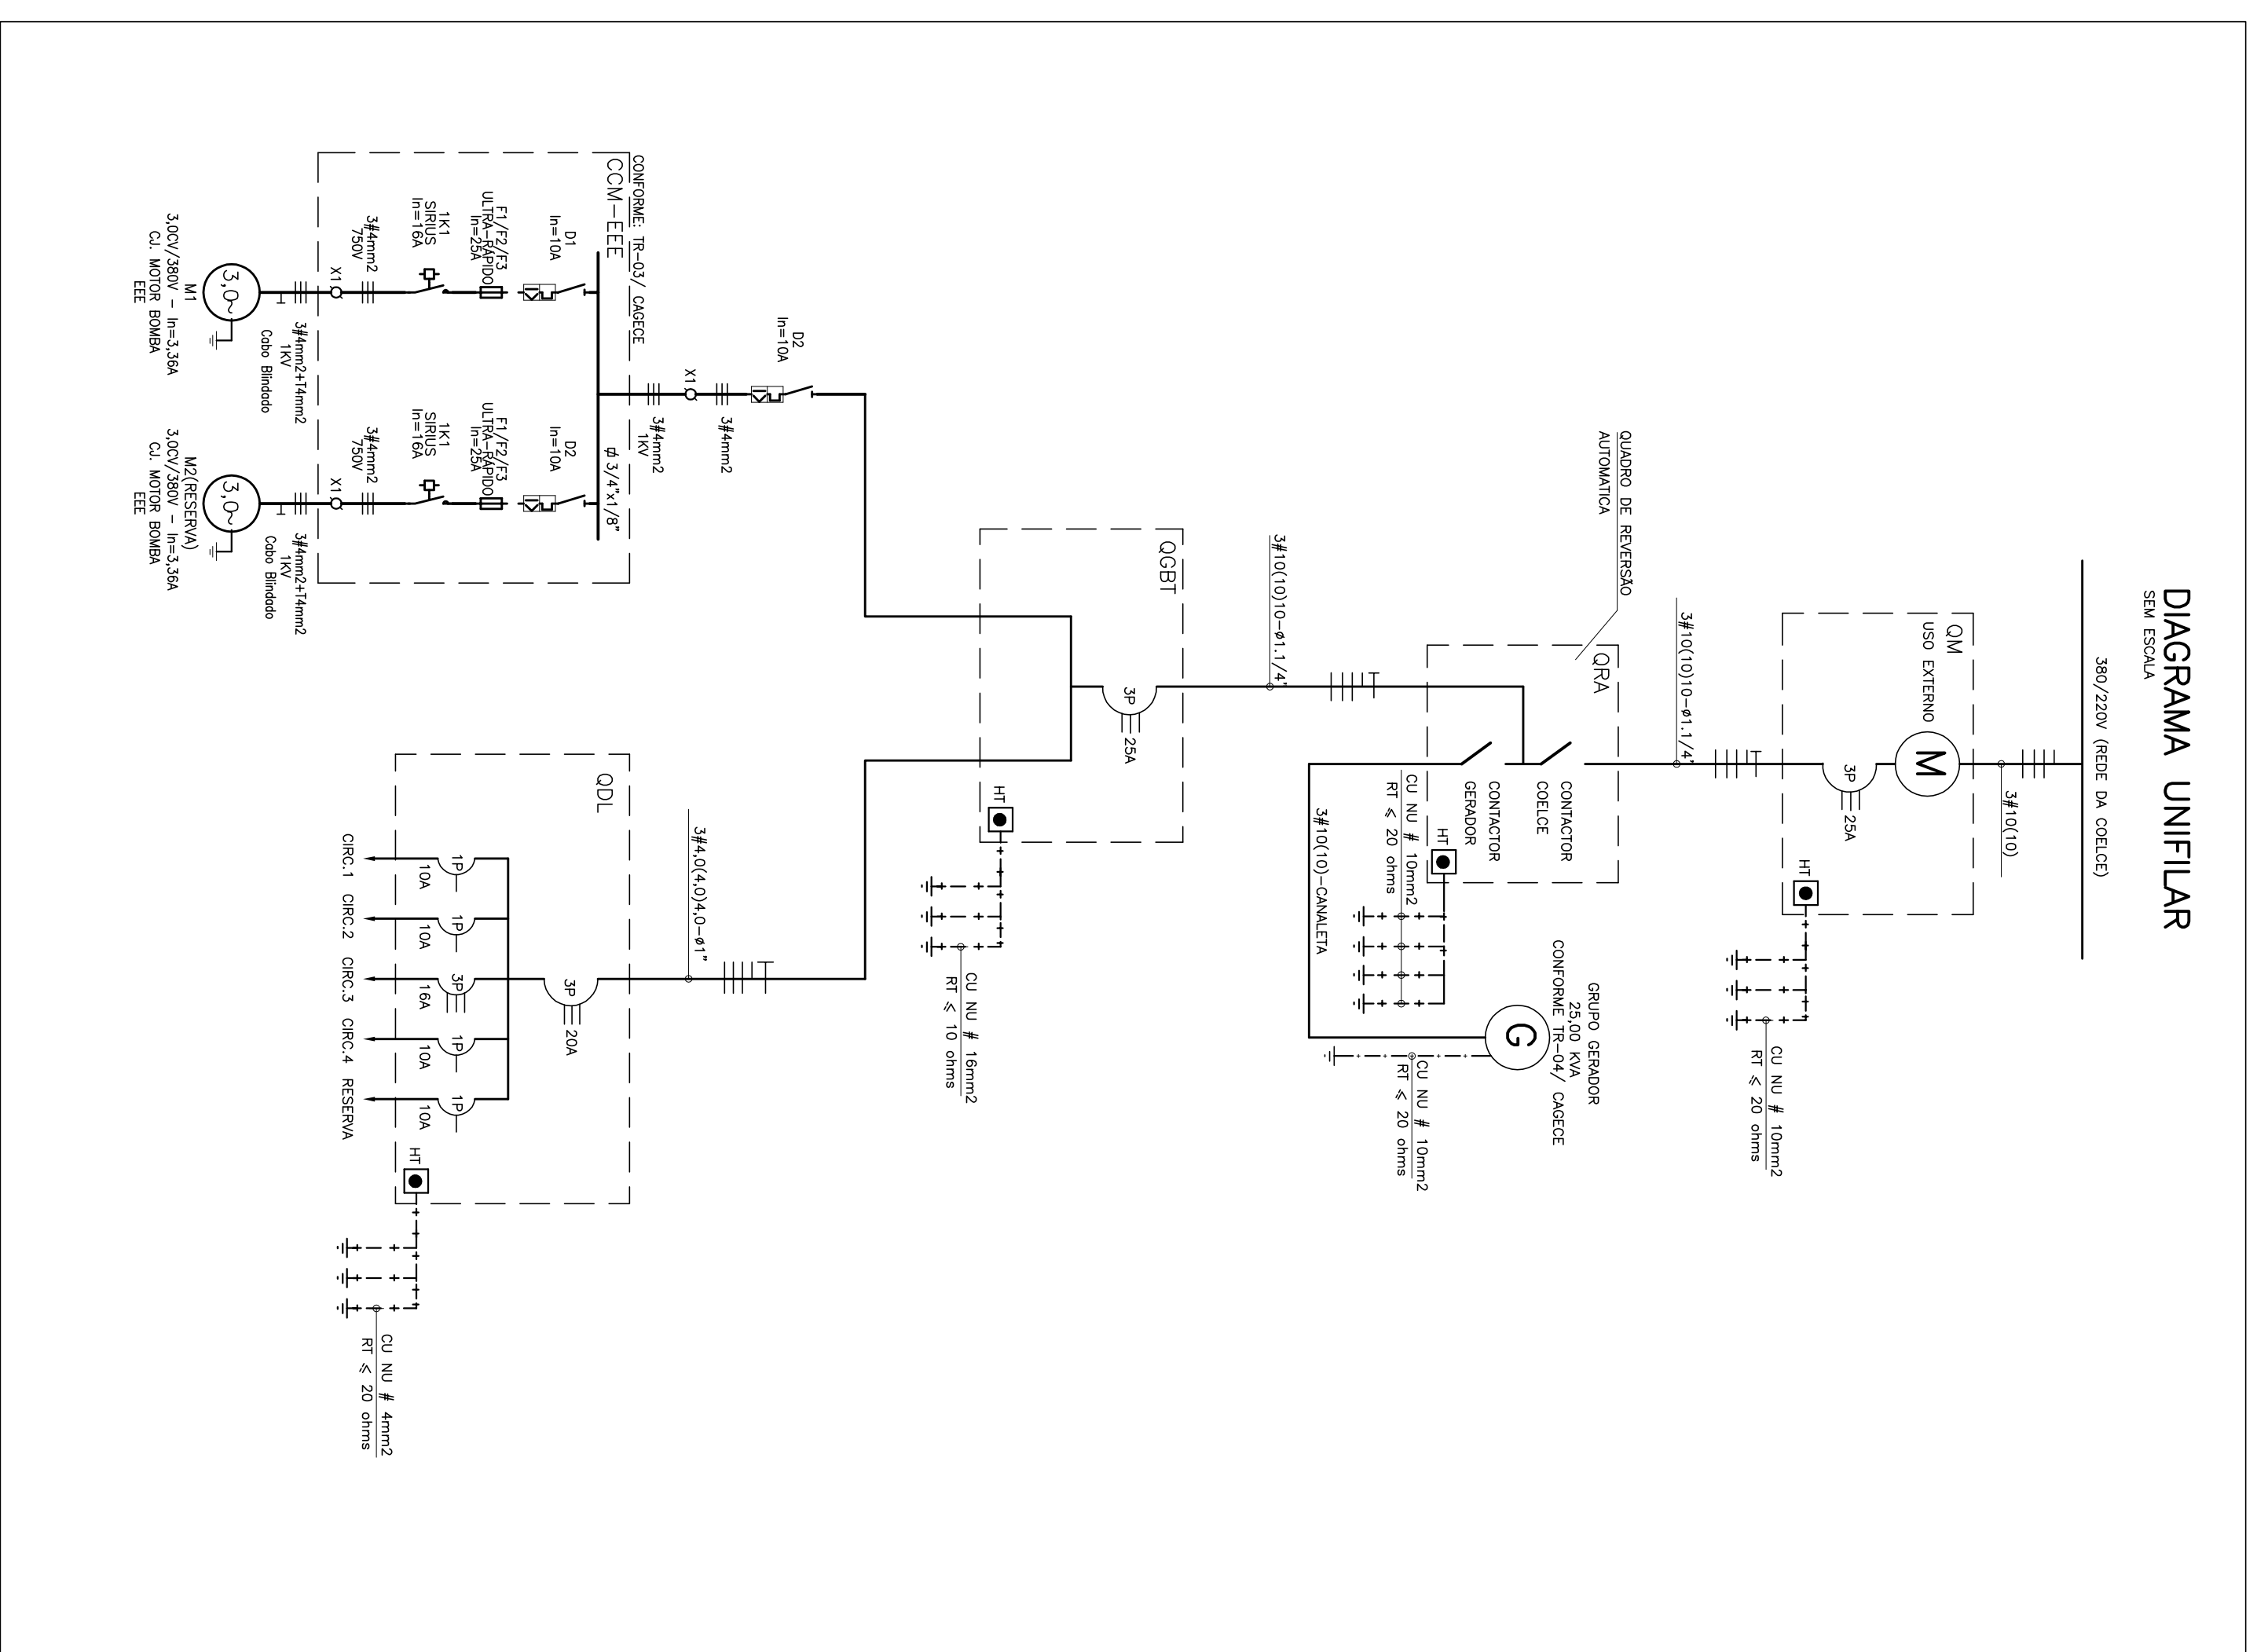 DIAGRAMA UNIFILAR
SEM ESCALA
380/220V (REDE DA COELCE)
3#10(10)
QM
USO EXTERNO
M
3P
25A
HT
CU NU # 10mm2
RT ⩽ 20 ohms
3#10(10)10-ø1.1/4"
QUADRO DE REVERSÃO
AUTOMATICA
QRA
CONTACTOR
COELCE
CONTACTOR
GERADOR
HT
CU NU # 10mm2
RT ⩽ 20 ohms
GRUPO GERADOR
25,00 KVA
CONFORME TR-04/ CAGECE
G
CU NU # 10mm2
RT ⩽ 20 ohms
3#10(10)-CANALETA
3#10(10)10-ø1.1/4"
QGBT
3P
25A
HT
CU NU # 16mm2
RT ⩽ 10 ohms
D2
In=10A
3#4mm2
X1
3#4mm2
1KV
CONFORME: TR-03/ CAGECE
CCM-EEE
ɸ 3/4"x1/8"
D1
In=10A
F1/F2/F3
ULTRA-RÁPIDO
In=25A
1K1
SIRIUS
In=16A
3#4mm2
750V
X1
3#4mm2+T4mm2
1KV
Cabo Blindado
3,0~
M1
3,0CV/380V - In=3,36A
CJ. MOTOR BOMBA
EEE
D2
In=10A
F1/F2/F3
ULTRA-RÁPIDO
In=25A
1K1
SIRIUS
In=16A
3#4mm2
750V
X1
3#4mm2+T4mm2
1KV
Cabo Blindado
3,0~
M2(RESERVA)
3,0CV/380V - In=3,36A
CJ. MOTOR BOMBA
EEE
3#4,0(4,0)4,0-ø1"
QDL
3P
20A
1P
1P
3P
1P
1P
10A
10A
16A
10A
10A
CIRC.1 CIRC.2 CIRC.3 CIRC.4 RESERVA
HT
CU NU # 4mm2
RT ⩽ 20 ohms